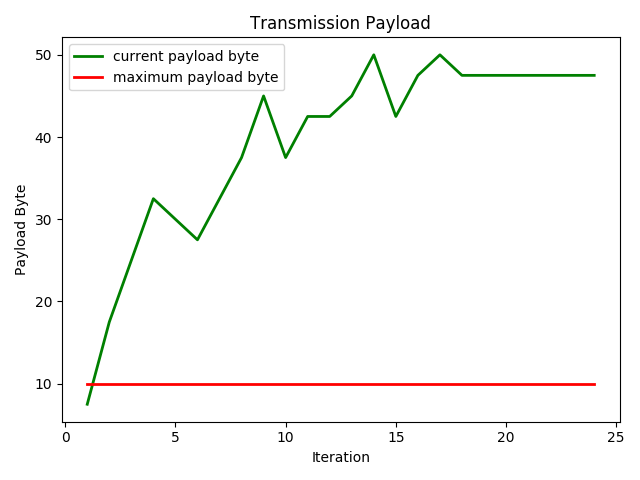 Transmission Payload
current payload byte
maximum payload byte
Payload Byte
50
40
30
20
10
0 5 10 15 20 25
Iteration